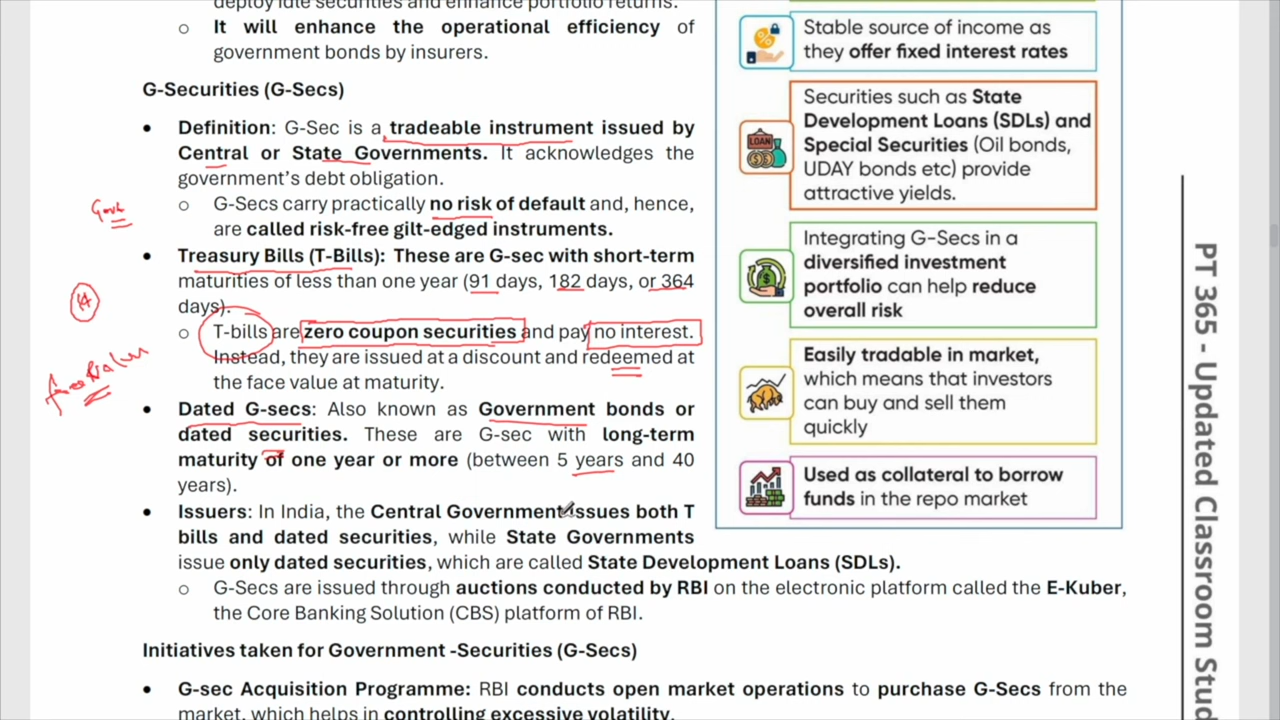 deploy idle securities and enhance portfolio returns.
o It will enhance the operational efficiency of
government bonds by insurers.
G-Securities (G-Secs)
• Definition: G-Sec is a tradeable instrument issued by
Central or State Governments. It acknowledges the
government's debt obligation.
o G-Secs carry practically no risk of default and, hence,
are called risk-free gilt-edged instruments.
Govt
• Treasury Bills (T-Bills): These are G-sec with short-term
maturities of less than one year (91 days, 182 days, or 364
days).
o T-bills are zero coupon securities and pay no interest.
Instead, they are issued at a discount and redeemed at
the face value at maturity.
• Dated G-secs: Also known as Government bonds or
dated securities. These are G-sec with long-term
maturity of one year or more (between 5 years and 40
years).
• Issuers: In India, the Central Government issues both T
bills and dated securities, while State Governments
issue only dated securities, which are called State Development Loans (SDLs).
o G-Secs are issued through auctions conducted by RBI on the electronic platform called the E-Kuber,
the Core Banking Solution (CBS) platform of RBI.
Initiatives taken for Government -Securities (G-Secs)
• G-sec Acquisition Programme: RBI conducts open market operations to purchase G-Secs from the
market, which helps in controlling excessive volatility.
Stable source of income as
they offer fixed interest rates
LOAN
Securities such as State
Development Loans (SDLs) and
Special Securities (Oil bonds,
UDAY bonds etc) provide
attractive yields.
Integrating G-Secs in a
diversified investment
portfolio can help reduce
overall risk
Easily tradable in market,
which means that investors
can buy and sell them
quickly
Used as collateral to borrow
funds in the repo market
PT 365 - Updated Classroom Stud